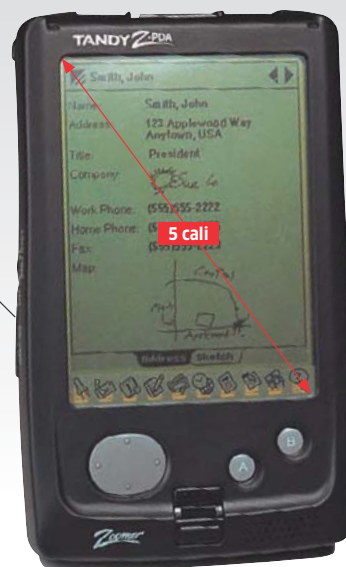 TANDY Z-PDA
Smith, John
Name: Smith, John
Address: 123 Applewood Way
Anytown, USA
Title: President
Company:
Work Phone: (555)555-2222
Home Phone:
5 cali
Fax:
Map:
Address Sketch
A
B
Zoomer